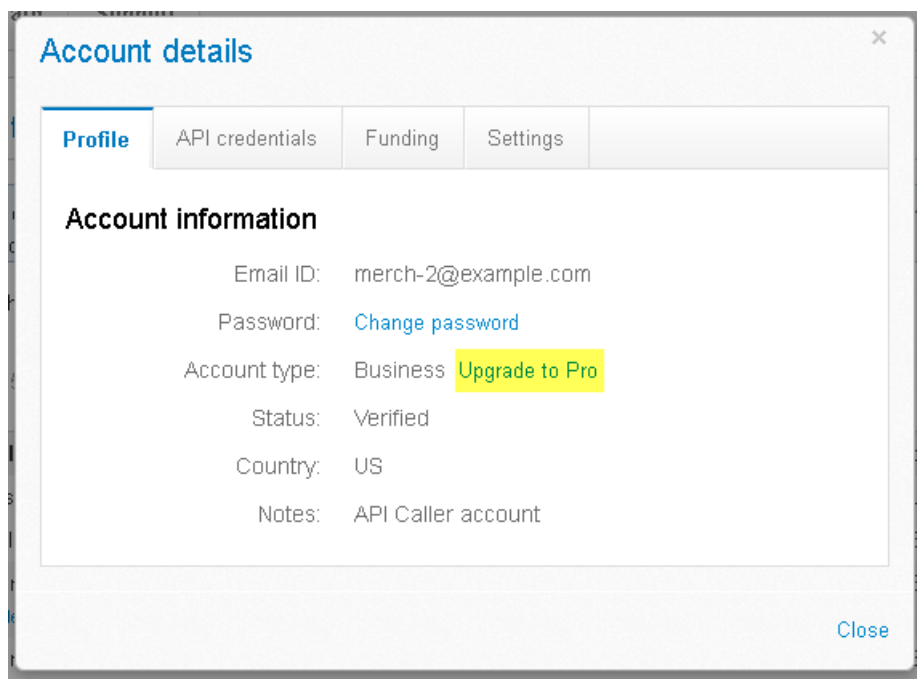 Account details
×
Profile API credentials Funding Settings
Account information
Email ID: merch-2@example.com
Password: Change password
Account type: Business Upgrade to Pro
Status: Verified
Country: US
Notes: API Caller account
Close